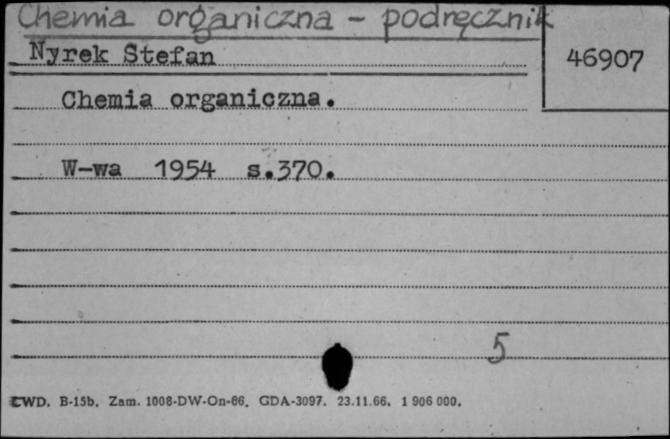 Chemia organiczna - podręcznik
Nyrek Stefan
46907
Chemia organiczna.
W-wa 1954 s.370.
5
CWD. B-15b. Zam. 1008-DW-On-66. GDA-3097. 23.11.66. 1 906 000.